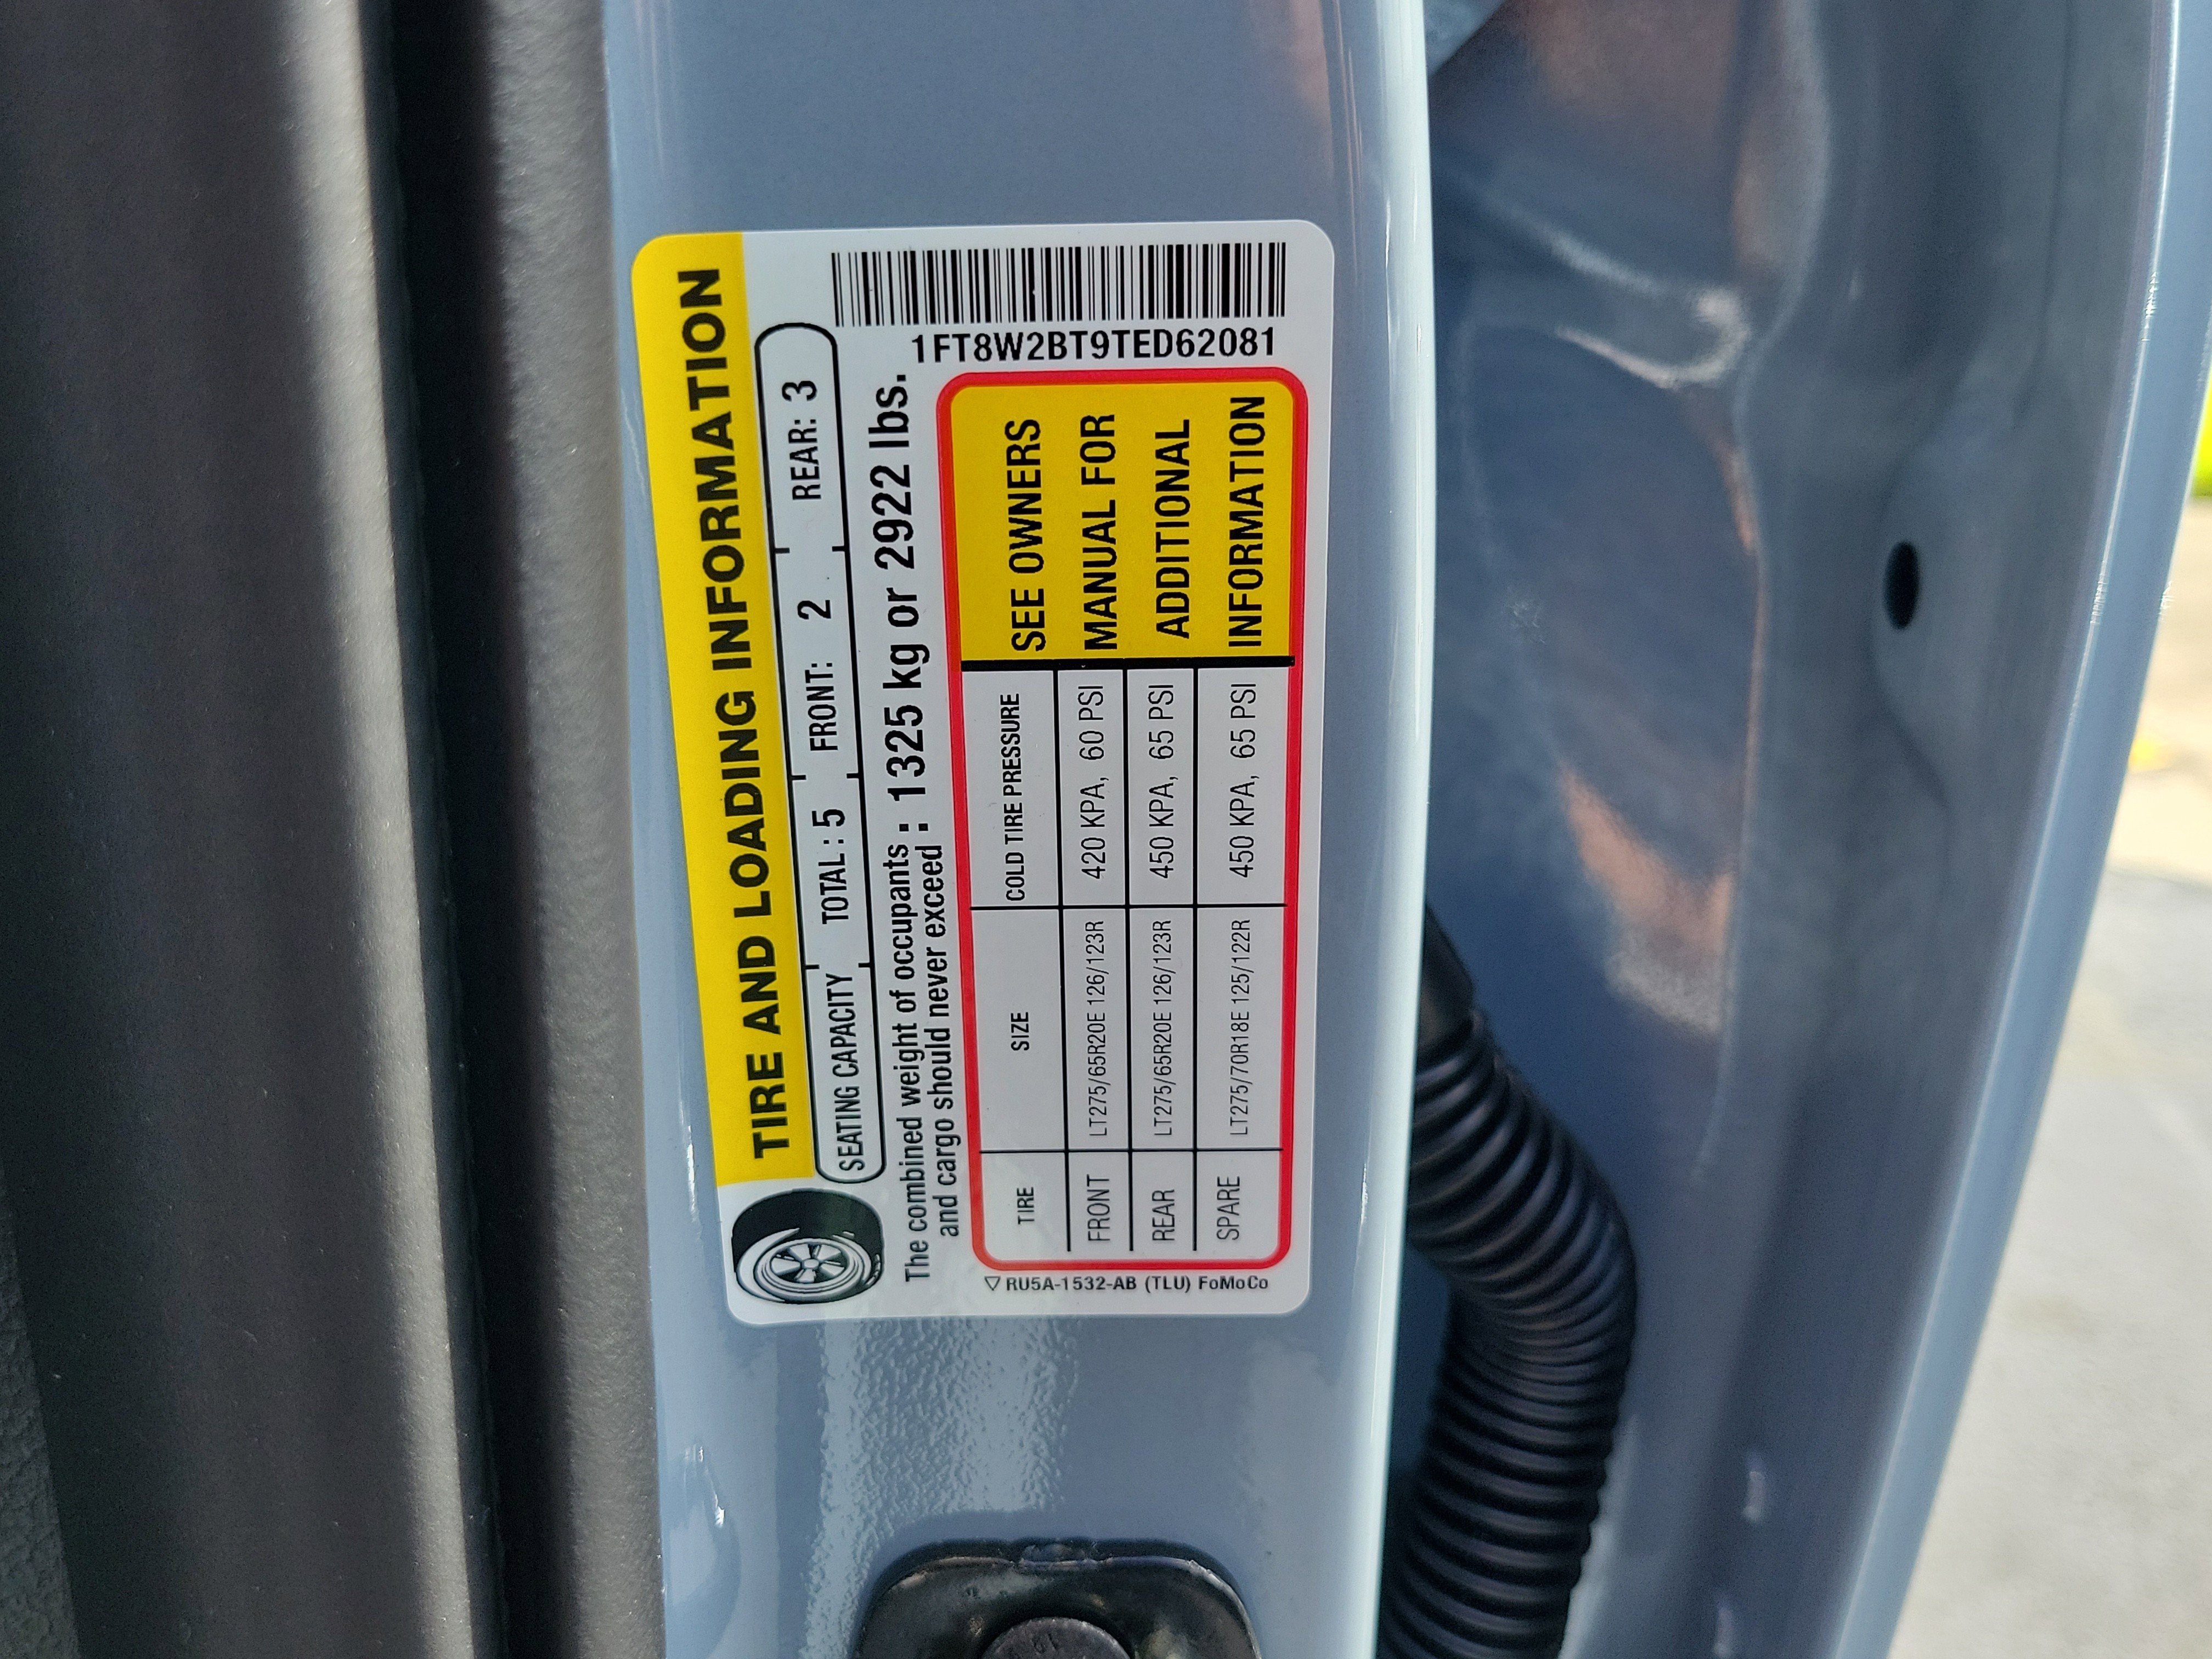 TIRE AND LOADING INFORMATION
SEATING CAPACITY TOTAL : 5 FRONT: 2 REAR: 3
The combined weight of occupants
and cargo should never exceed : 1325 kg or 2922 lbs.
1FT8W2BT9TED62081
TIRE SIZE COLD TIRE PRESSURE
FRONT LT275/65R20E 126/123R 420 KPA, 60 PSI
REAR LT275/65R20E 126/123R 450 KPA, 65 PSI
SPARE LT275/70R18E 125/122R 450 KPA, 65 PSI
SEE OWNERS
MANUAL FOR
ADDITIONAL
INFORMATION
▽ RU5A-1532-AB (TLU) FoMoCo